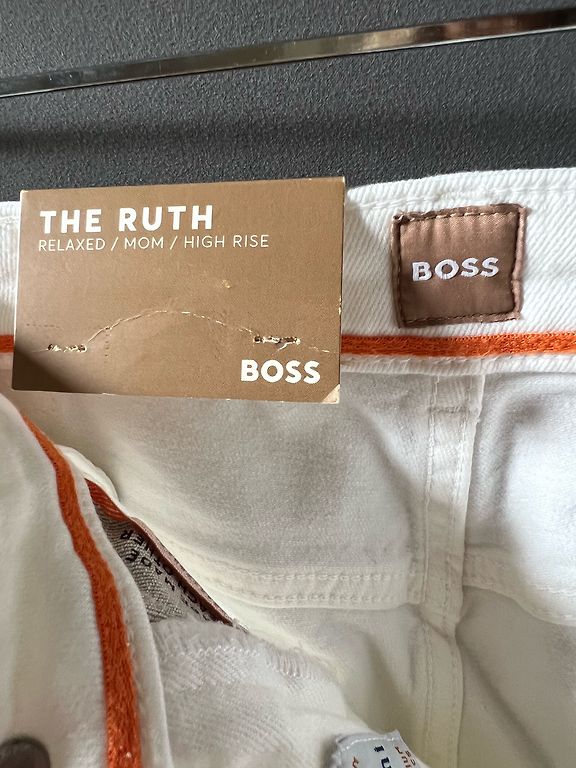 THE RUTH
RELAXED / MOM / HIGH RISE
BOSS
BOSS